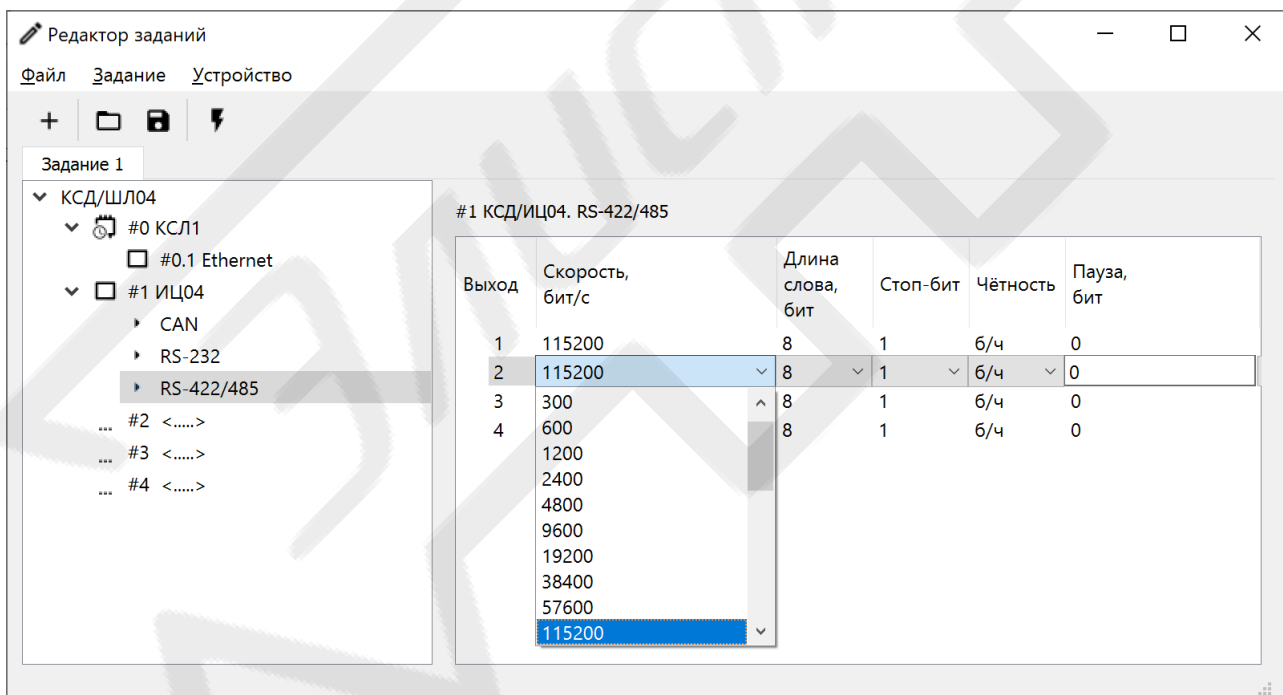 Редактор заданий
Файл Задание Устройство
Задание 1
КСД/ШЛ04
#0 КСЛ1
#0.1 Ethernet
#1 ИЦ04
CAN
RS-232
RS-422/485
#2 <.....>
#3 <.....>
#4 <.....>
#1 КСД/ИЦ04. RS-422/485
Выход Скорость, бит/с Длина слова, бит Стоп-бит Чётность Пауза, бит
1 115200 8 1 б/ч 0
2 115200 8 1 б/ч 0
3 8 1 б/ч 0
4 8 1 б/ч 0
300
600
1200
2400
4800
9600
19200
38400
57600
115200